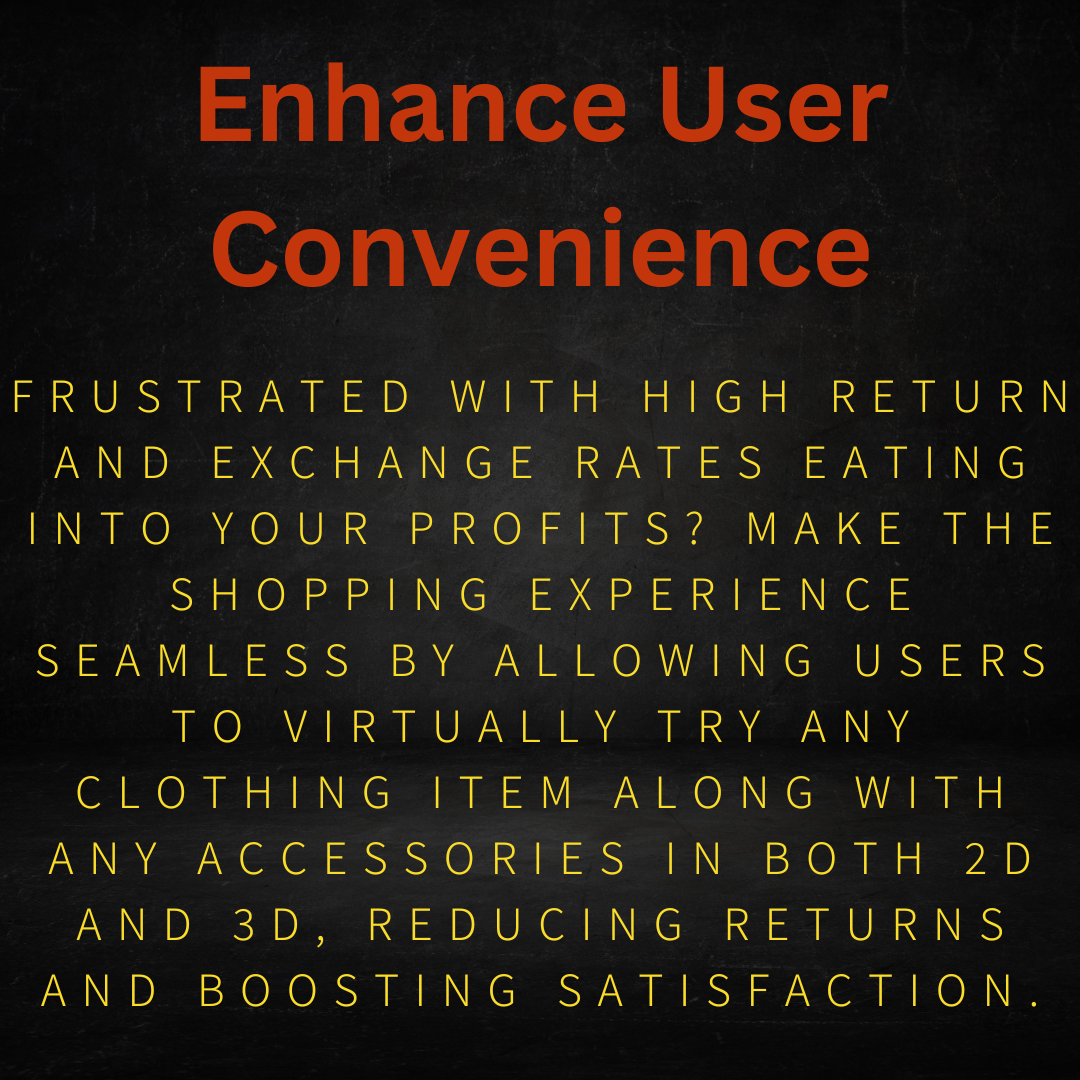 Enhance User
Convenience
FRUSTRATED WITH HIGH RETURN
AND EXCHANGE RATES EATING
INTO YOUR PROFITS? MAKE THE
SHOPPING EXPERIENCE
SEAMLESS BY ALLOWING USERS
TO VIRTUALLY TRY ANY
CLOTHING ITEM ALONG WITH
ANY ACCESSORIES IN BOTH 2D
AND 3D, REDUCING RETURNS
AND BOOSTING SATISFACTION.